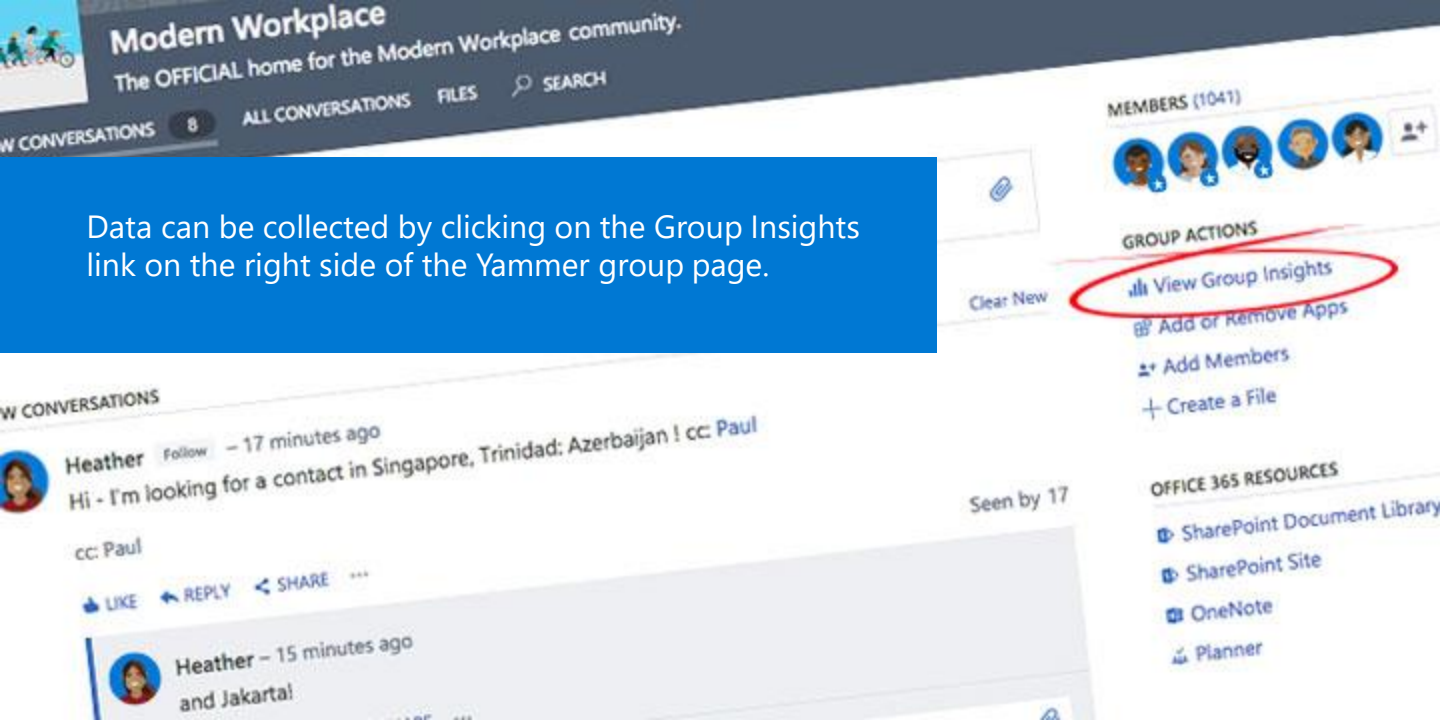 Modern Workplace
The OFFICIAL home for the Modern Workplace community.
W CONVERSATIONS 8 ALL CONVERSATIONS FILES SEARCH
Data can be collected by clicking on the Group Insights
link on the right side of the Yammer group page.
Clear New
W CONVERSATIONS
Heather Follow – 17 minutes ago
Hi - I'm looking for a contact in Singapore, Trinidad: Azerbaijan ! cc: Paul
cc: Paul
Seen by 17
LIKE REPLY SHARE ...
Heather – 15 minutes ago
and Jakarta!
MEMBERS (1041)
GROUP ACTIONS
View Group Insights
Add or Remove Apps
Add Members
Create a File
OFFICE 365 RESOURCES
SharePoint Document Library
SharePoint Site
OneNote
Planner